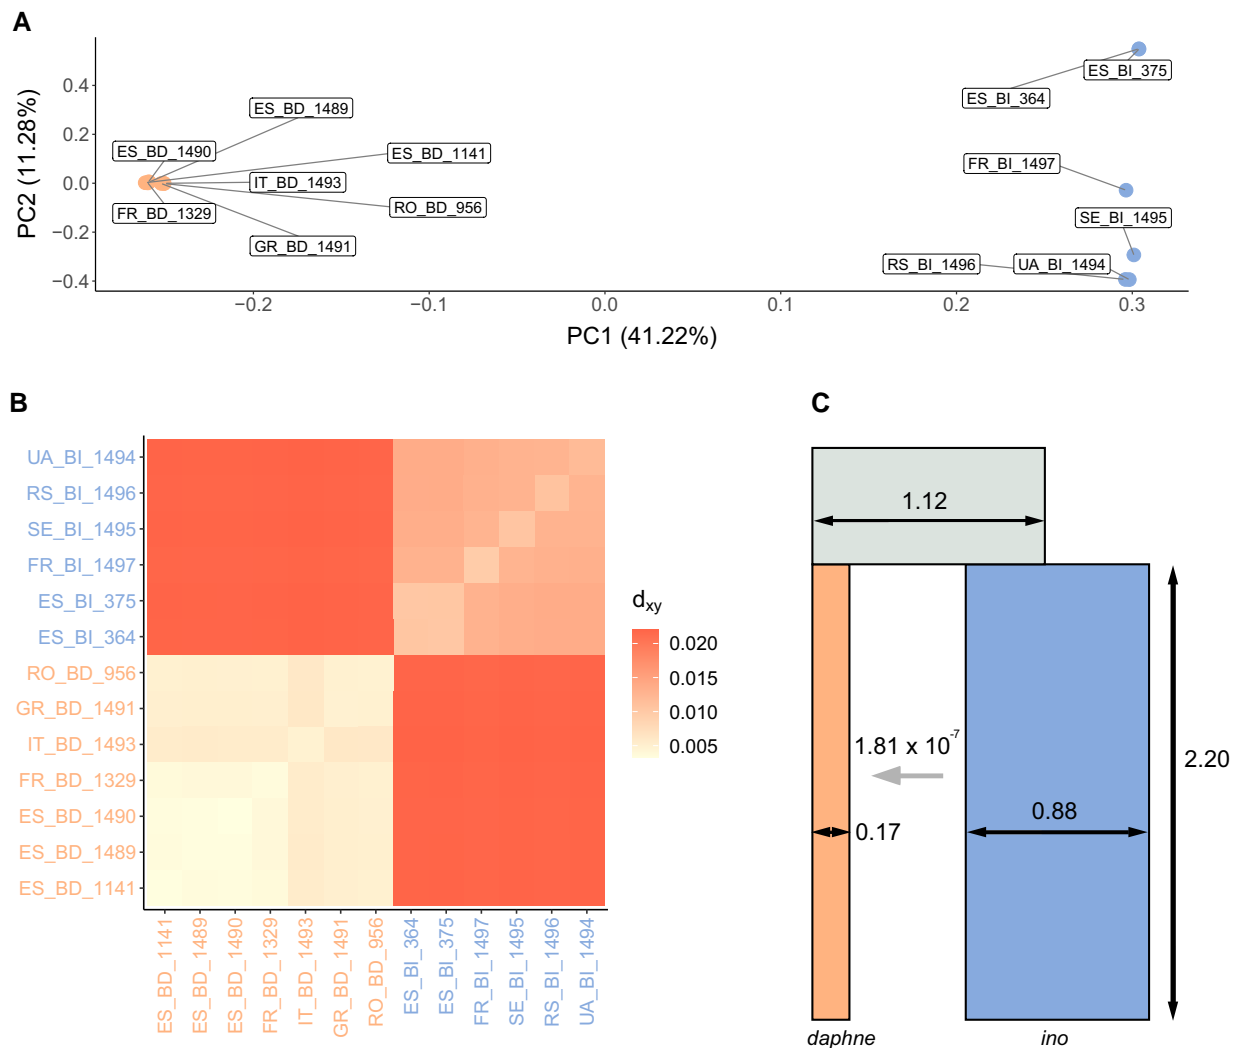 A
PC2 (11.28%)
0.4
0.2
0.0
−0.2
−0.4
ES_BD_1489
ES_BD_1490
ES_BD_1141
IT_BD_1493
RO_BD_956
FR_BD_1329
GR_BD_1491
ES_BI_375
ES_BI_364
FR_BI_1497
SE_BI_1495
RS_BI_1496
UA_BI_1494
−0.2
−0.1
0.0
0.1
0.2
0.3
PC1 (41.22%)
B
UA_BI_1494
RS_BI_1496
SE_BI_1495
FR_BI_1497
ES_BI_375
ES_BI_364
RO_BD_956
GR_BD_1491
IT_BD_1493
FR_BD_1329
ES_BD_1490
ES_BD_1489
ES_BD_1141
ES_BD_1141
ES_BD_1489
ES_BD_1490
FR_BD_1329
IT_BD_1493
GR_BD_1491
RO_BD_956
ES_BI_364
ES_BI_375
FR_BI_1497
SE_BI_1495
RS_BI_1496
UA_BI_1494
dxy
0.020
0.015
0.010
0.005
C
1.12
1.81 x 10-7
0.17
0.88
2.20
daphne
ino